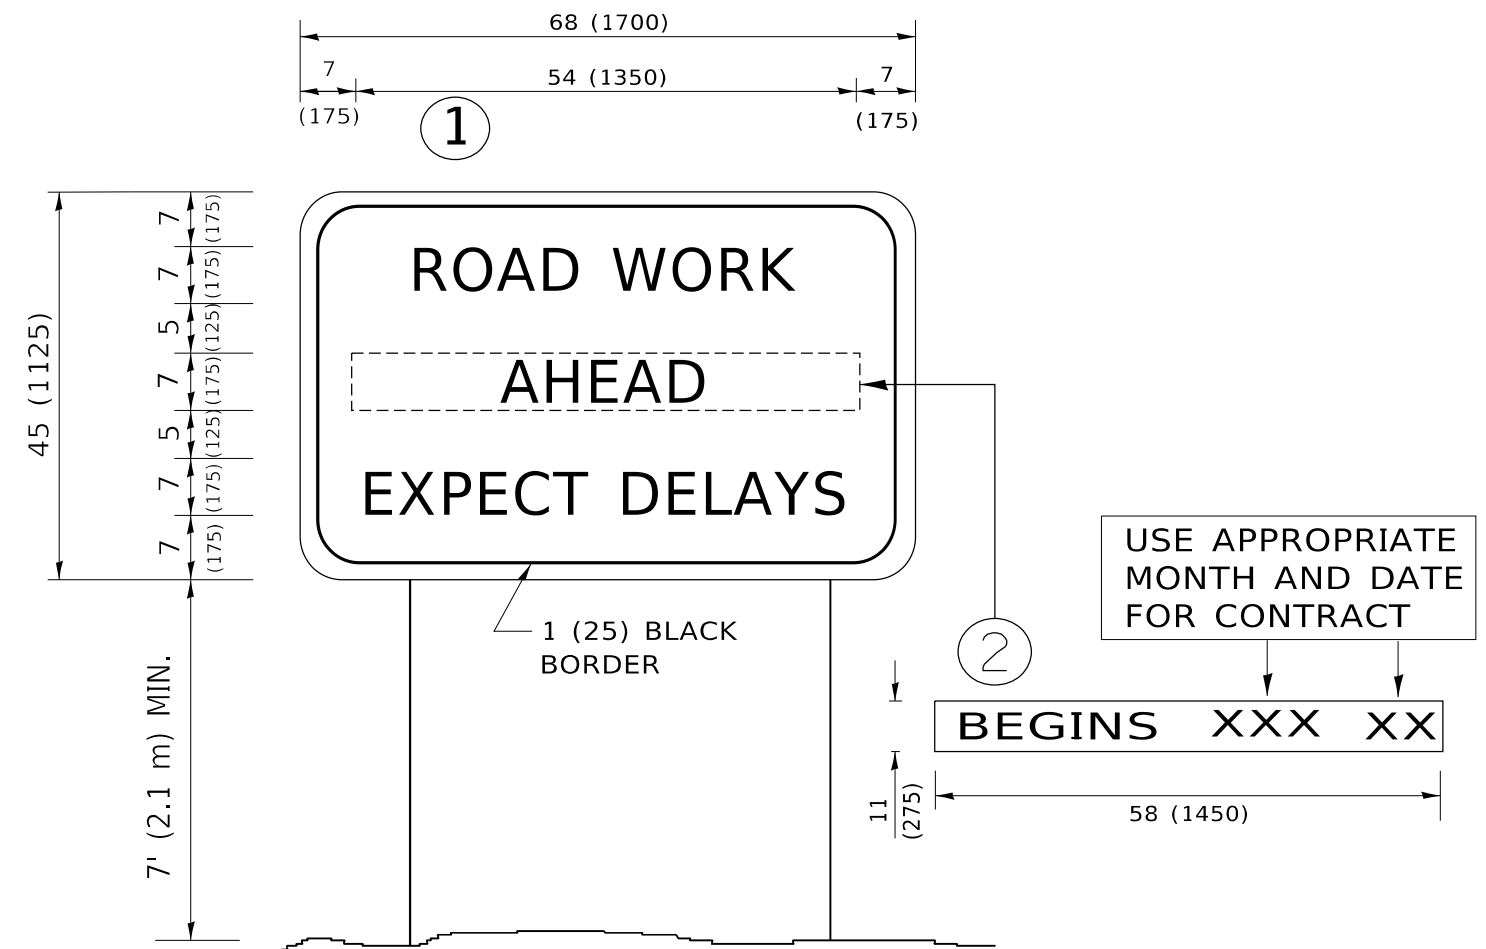 68 (1700)
7
54 (1350)
7
(175)
(175)
1
7
(175)
7
(175)
5
(125)
7
(175)
5
(125)
7
(175)
7
(175)
45 (1125)
ROAD WORK
AHEAD
EXPECT DELAYS
USE APPROPRIATE
MONTH AND DATE
FOR CONTRACT
1 (25) BLACK
BORDER
2
7' (2.1 m) MIN.
BEGINS XXX XX
11
(275)
58 (1450)